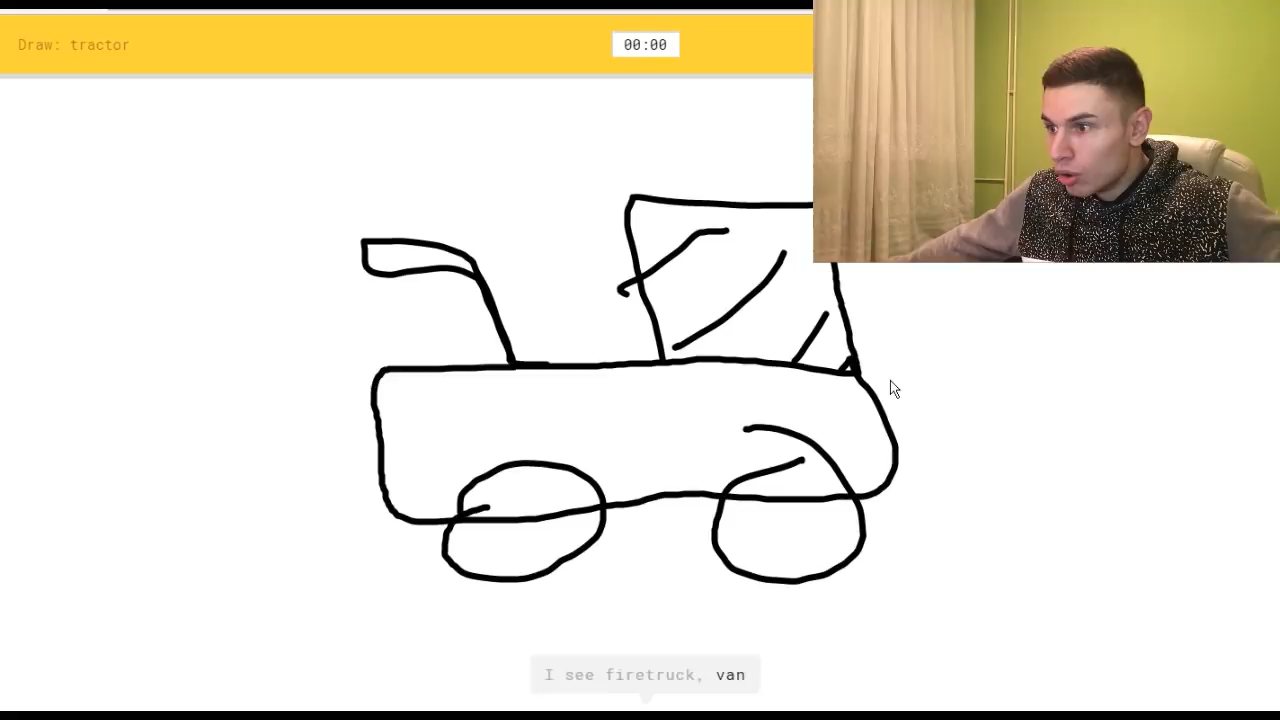 Draw: tractor
00:00
I see firetruck, van